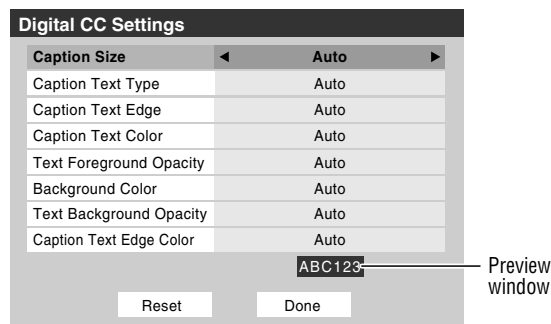 Digital CC Settings
Caption Size ◀ Auto ▶
Caption Text Type Auto
Caption Text Edge Auto
Caption Text Color Auto
Text Foreground Opacity Auto
Background Color Auto
Text Background Opacity Auto
Caption Text Edge Color Auto
ABC123
Preview
window
Reset Done